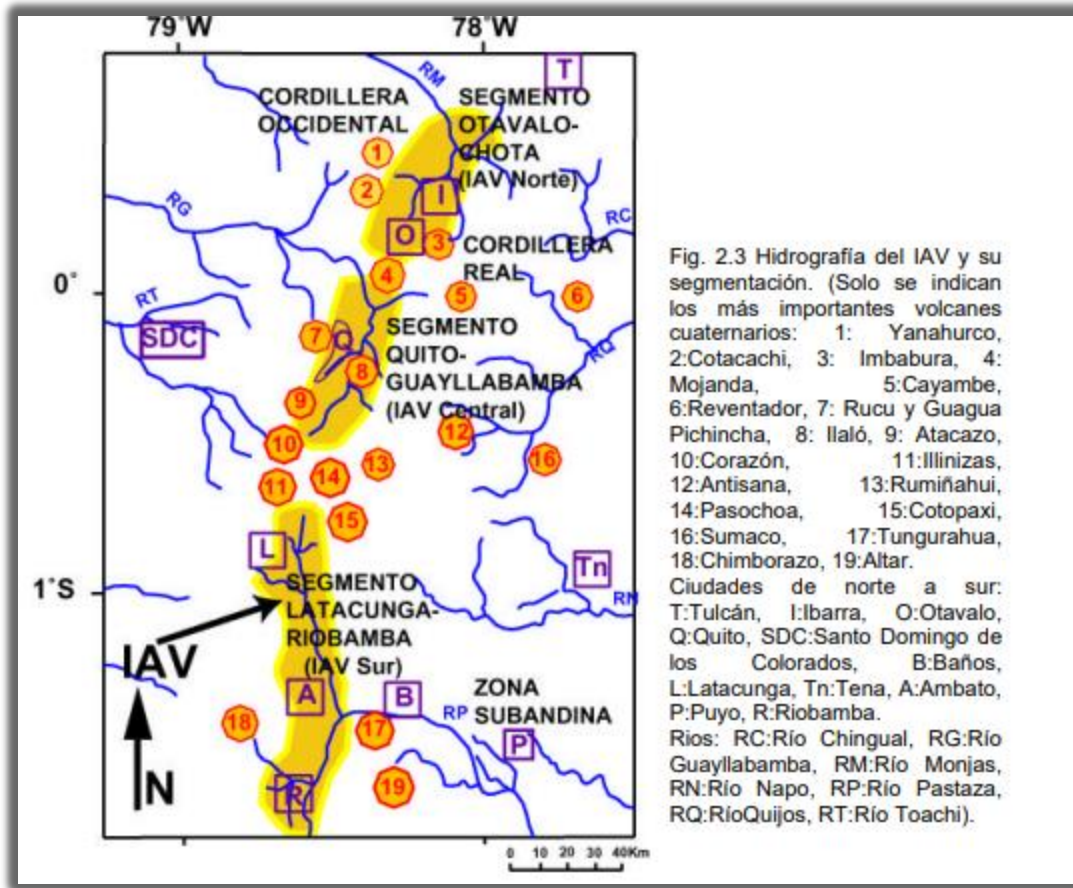 79°W 78°W
T
RM
CORDILLERA
OCCIDENTAL
SEGMENTO
OTAVALO-
CHOTA
(IAV Norte)
1
2
I
RG
RC
O
3
CORDILLERA
REAL
0°
4
5
6
RT
SDC
7
Q
SEGMENTO
QUITO-
GUAYLLABAMBA
(IAV Central)
RQ
8
9
10
12
11
14
13
16
15
L
Tn
1°S
SEGMENTO
LATACUNGA-
RIOBAMBA
(IAV Sur)
RN
IAV
A
B
ZONA
SUBANDINA
RP
18
17
P
19
N
R
0 10 20 30 40Km
Fig. 2.3 Hidrografía del IAV y su
segmentación. (Solo se indican
los más importantes volcanes
cuaternarios: 1: Yanahurco,
2:Cotacachi, 3: Imbabura, 4:
Mojanda, 5:Cayambe,
6:Reventador, 7: Rucu y Guagua
Pichincha, 8: Ilaló, 9: Atacazo,
10:Corazón, 11:Illinizas,
12:Antisana, 13:Rumiñahui,
14:Pasochoa, 15:Cotopaxi,
16:Sumaco, 17:Tungurahua,
18:Chimborazo, 19:Altar.
Ciudades de norte a sur:
T:Tulcán, I:Ibarra, O:Otavalo,
Q:Quito, SDC:Santo Domingo de
los Colorados, B:Baños,
L:Latacunga, Tn:Tena, A:Ambato,
P:Puyo, R:Riobamba.
Rios: RC:Río Chingual, RG:Río
Guayllabamba, RM:Río Monjas,
RN:Río Napo, RP:Río Pastaza,
RQ:RíoQuijos, RT:Río Toachi).